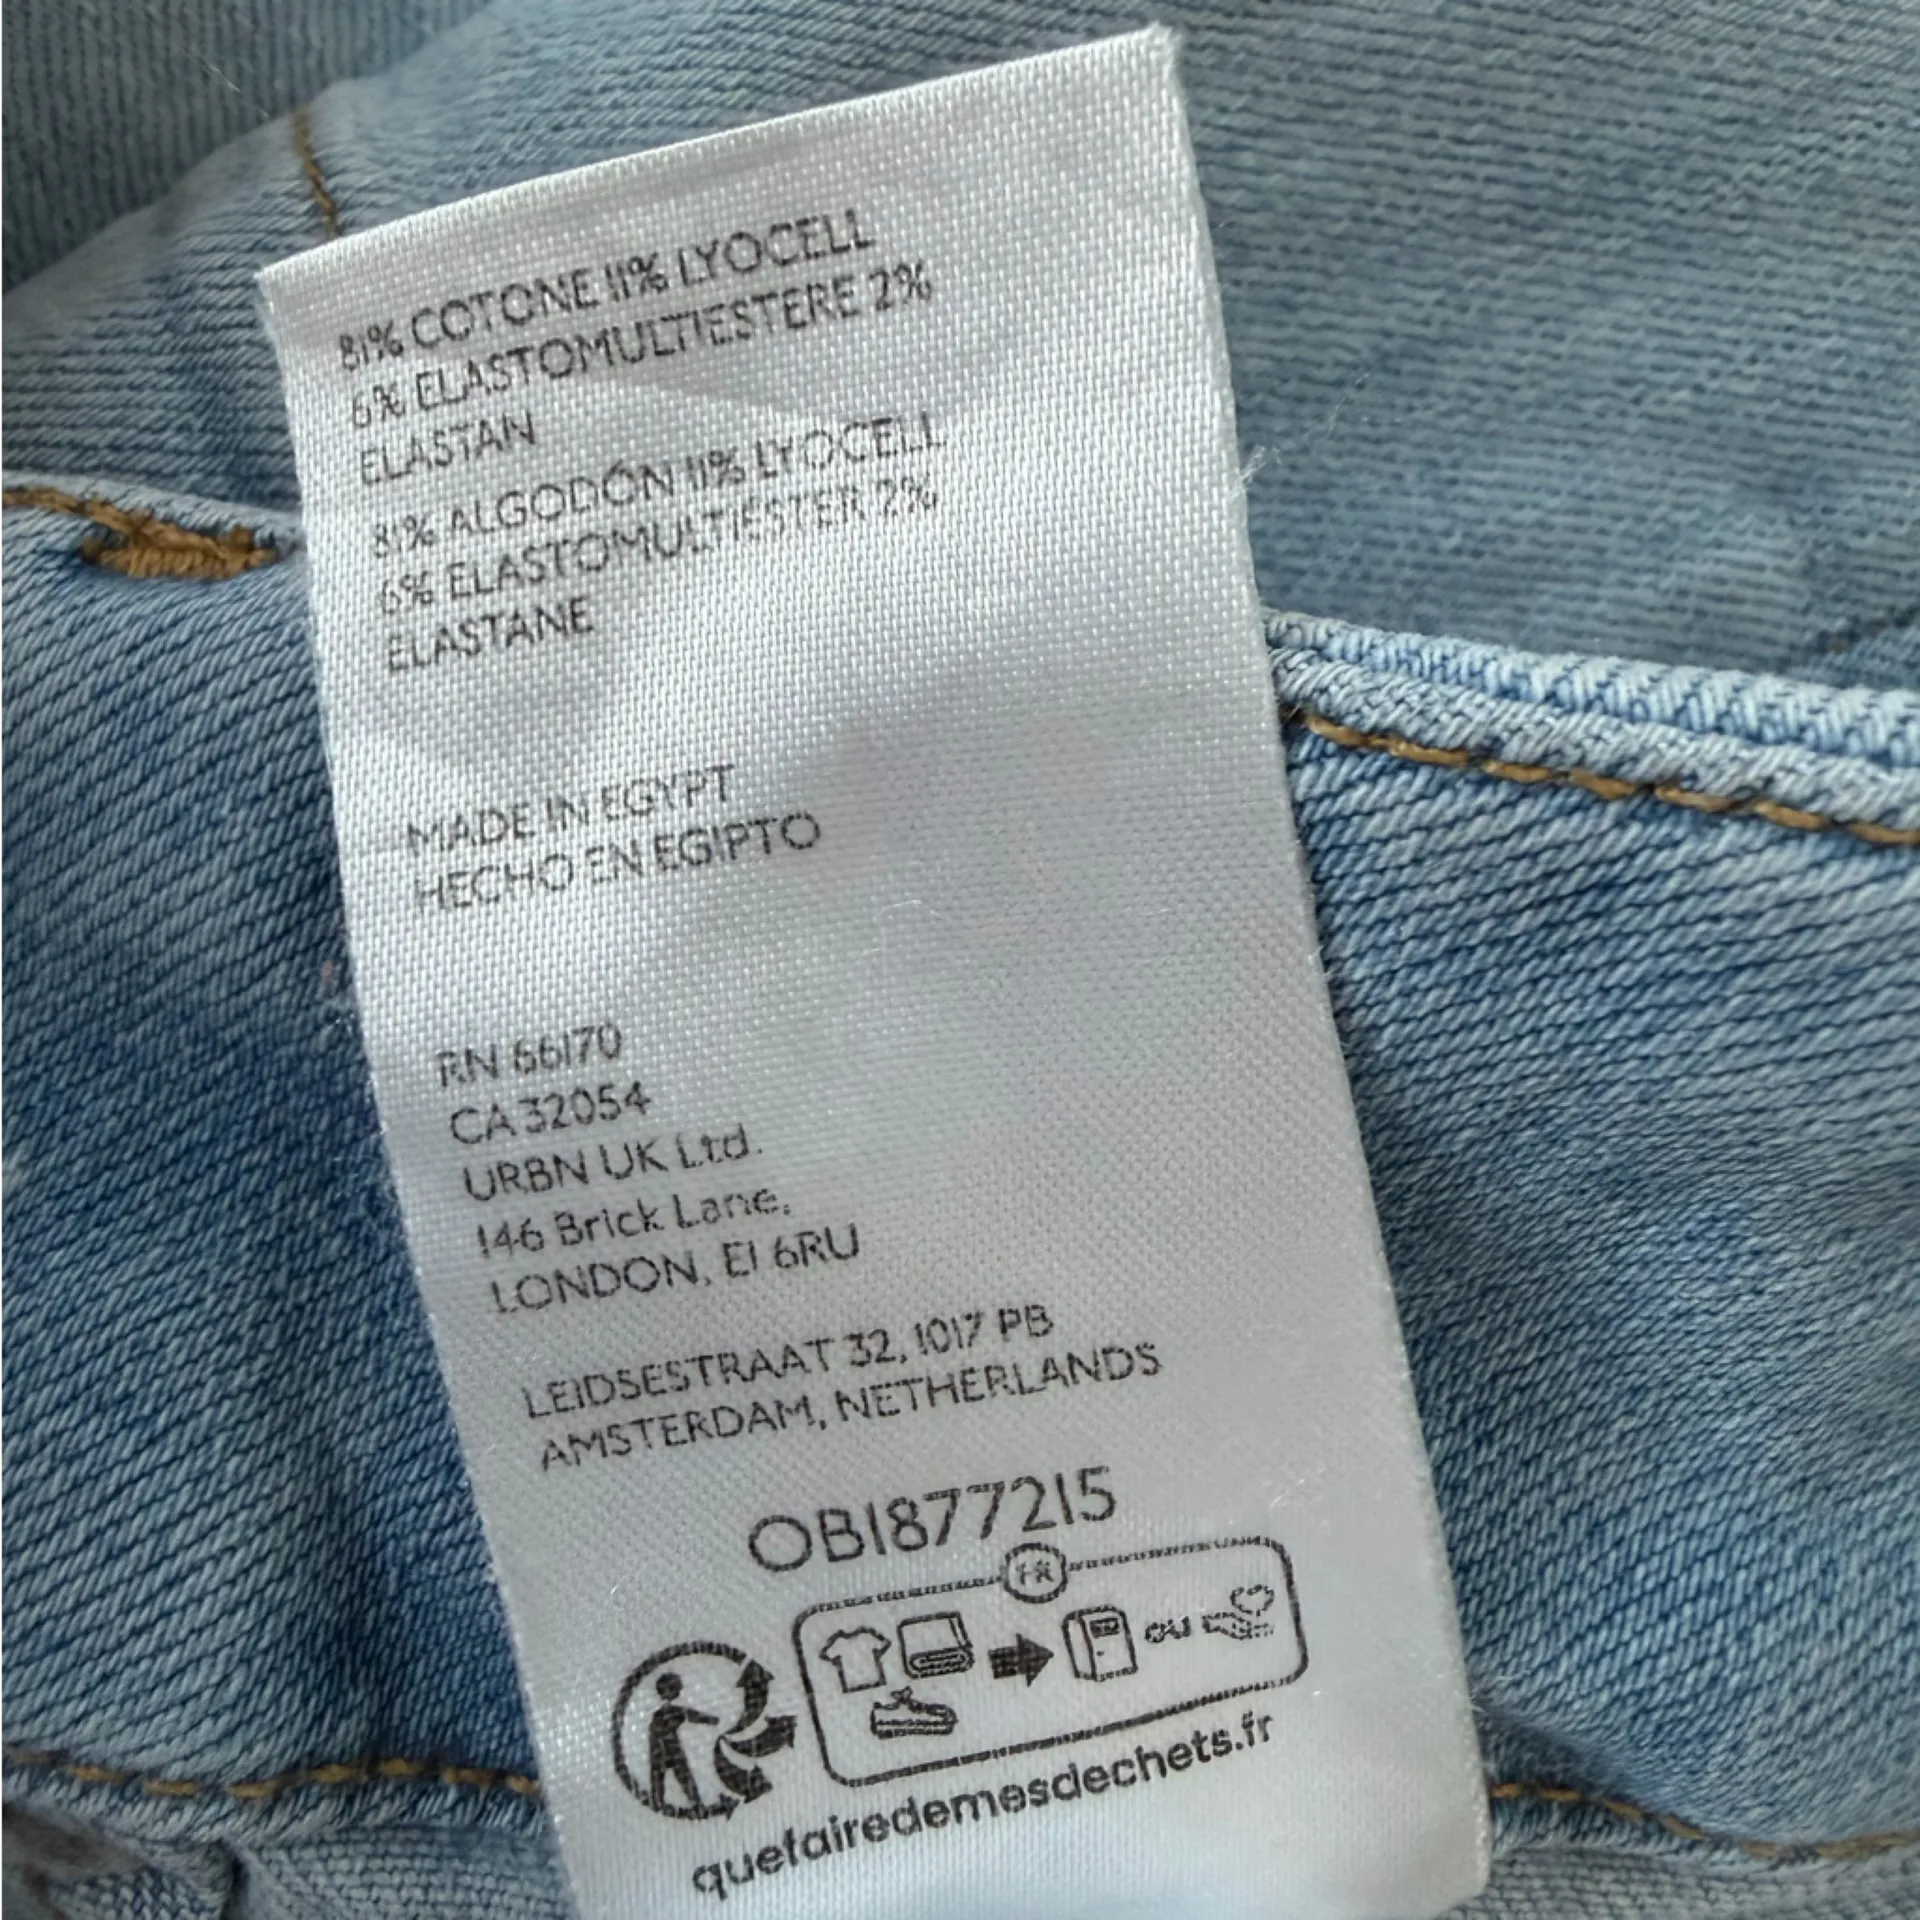 81% COTONE 11% LYOCELL
6% ELASTOMULTIESTERE 2%
ELASTAN
81% ALGODÓN 11% LYOCELL
6% ELASTOMULTIESTER 2%
ELASTANE
MADE IN EGYPT
HECHO EN EGIPTO
RN 66170
CA 32054
URBN UK Ltd.
146 Brick Lane,
LONDON, E1 6RU
LEIDSESTRAAT 32, 1017 PB
AMSTERDAM, NETHERLANDS
OB1877215
FR
ou
quefairedemesdechets.fr